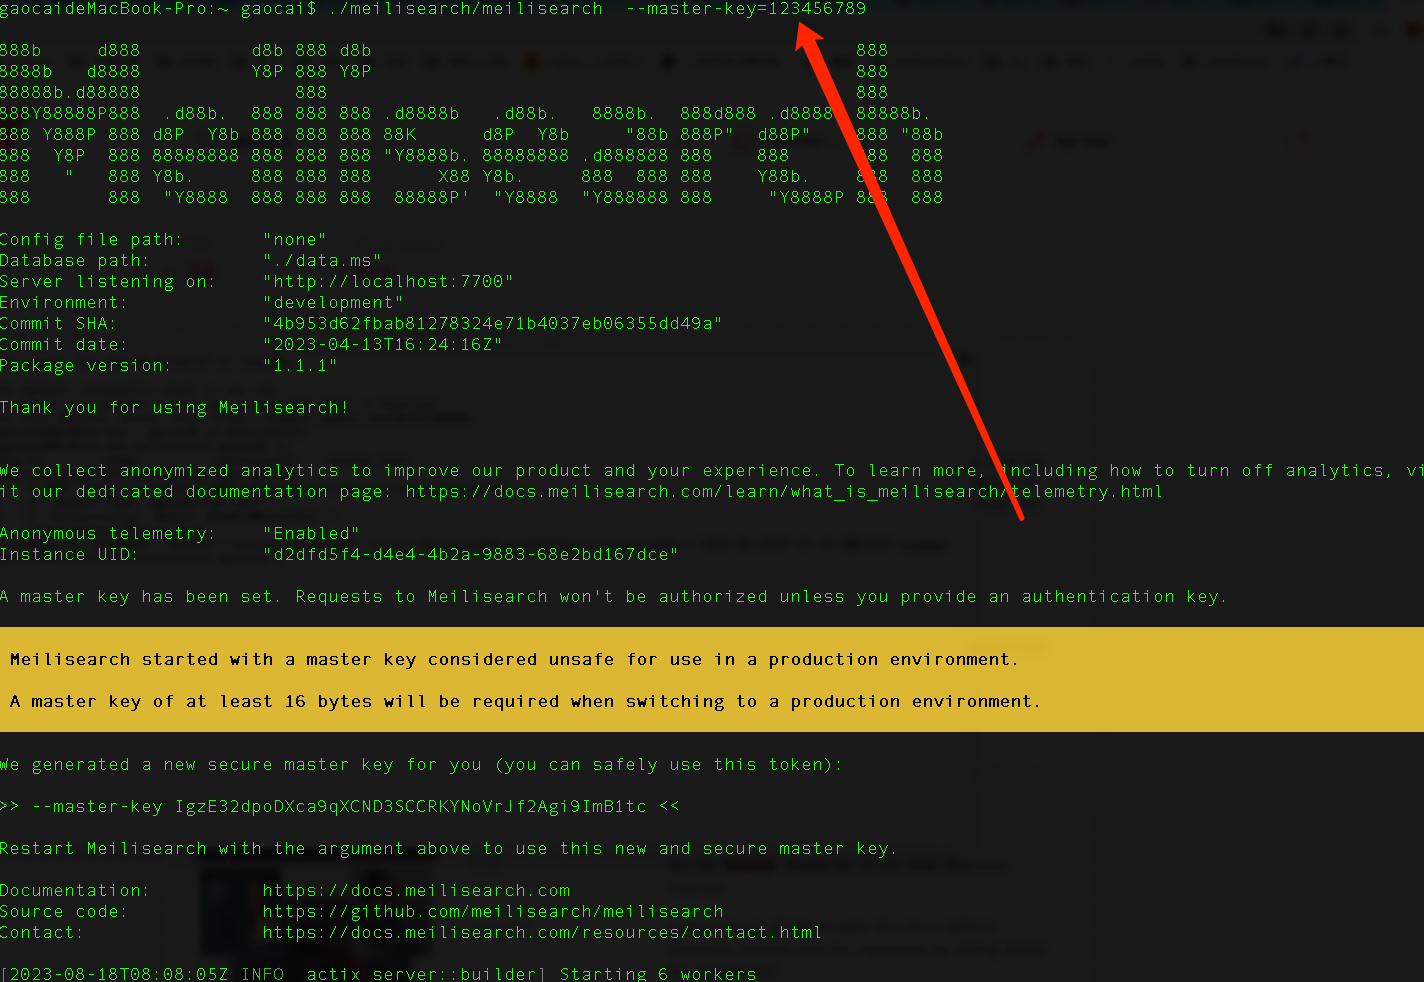 gaocaideMacBook-Pro:~ gaocai$ ./meilisearch/meilisearch  --master-key=123456789
888b     d888          d8b 888 d8b                                            888
8888b   d8888          Y8P 888 Y8P                                            888
88888b.d88888              888                                                888
888Y88888P888  .d88b.  888 888 888 .d8888b   .d88b.   8888b.  888d888 .d8888  88888b.
888 Y888P 888 d8P  Y8b 888 888 888 88K      d8P  Y8b     "88b 888P"  d88P"    888 "88b
888  Y8P  888 88888888 888 888 888 "Y8888b. 88888888 .d888888 888    888      888  888
888   "   888 Y8b.     888 888 888      X88 Y8b.     888  888 888    Y88b.    888  888
888       888  "Y8888  888 888 888  88888P'  "Y8888  "Y888888 888     "Y8888P 888  888
Config file path:       "none"
Database path:          "./data.ms"
Server listening on:    "http://localhost:7700"
Environment:            "development"
Commit SHA:             "4b953d62fbab81278324e71b4037eb06355dd49a"
Commit date:            "2023-04-13T16:24:16Z"
Package version:        "1.1.1"
Thank you for using Meilisearch!
We collect anonymized analytics to improve our product and your experience. To learn more, including how to turn off analytics, vi
it our dedicated documentation page: https://docs.meilisearch.com/learn/what_is_meilisearch/telemetry.html
Anonymous telemetry:    "Enabled"
Instance UID:           "d2dfd5f4-d4e4-4b2a-9883-68e2bd167dce"
A master key has been set. Requests to Meilisearch won't be authorized unless you provide an authentication key.
Meilisearch started with a master key considered unsafe for use in a production environment.
A master key of at least 16 bytes will be required when switching to a production environment.
We generated a new secure master key for you (you can safely use this token):
>> --master-key IgzE32dpoDXca9qXCND3SCCRKYNoVrJf2Agi9ImB1tc <<
Restart Meilisearch with the argument above to use this new and secure master key.
Documentation:          https://docs.meilisearch.com
Source code:            https://github.com/meilisearch/meilisearch
Contact:                https://docs.meilisearch.com/resources/contact.html
[2023-08-18T08:08:05Z INFO  actix_server::builder] Starting 6 workers